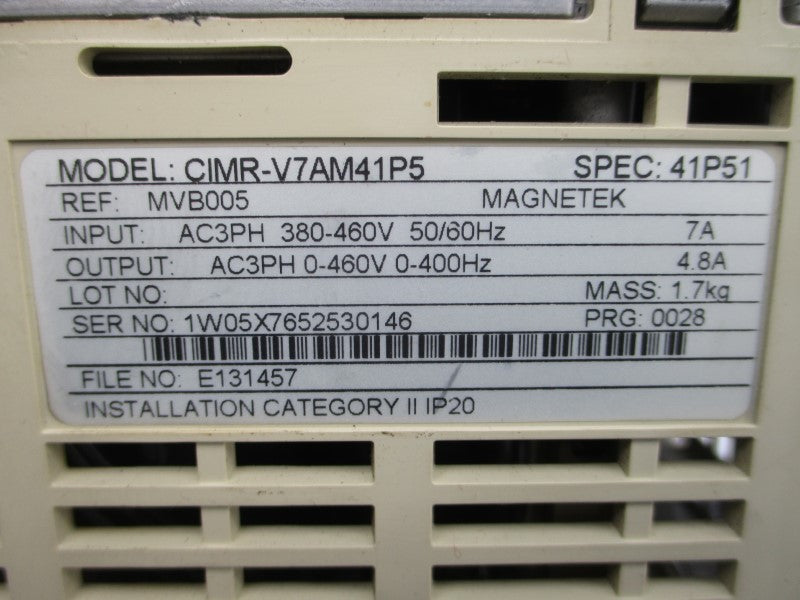 MODEL: CIMR-V7AM41P5 SPEC: 41P51
REF: MVB005 MAGNETEK
INPUT: AC3PH 380-460V 50/60Hz 7A
OUTPUT: AC3PH 0-460V 0-400Hz 4.8A
LOT NO: MASS: 1.7kg
SER NO: 1W05X7652530146 PRG: 0028
FILE NO: E131457
INSTALLATION CATEGORY II IP20